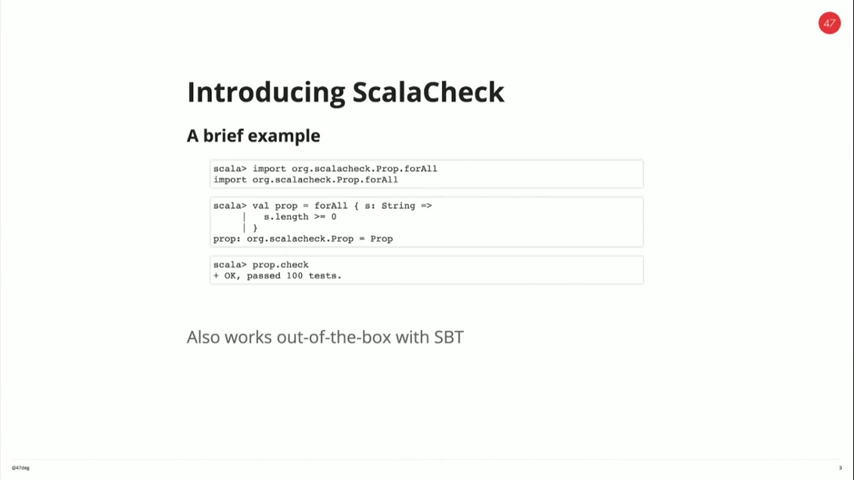 47
Introducing ScalaCheck
A brief example
scala> import org.scalacheck.Prop.forAll
import org.scalacheck.Prop.forAll
scala> val prop = forAll { s: String =>
     |   s.length >= 0
     | }
prop: org.scalacheck.Prop = Prop
scala> prop.check
+ OK, passed 100 tests.
Also works out-of-the-box with SBT
@47deg
3